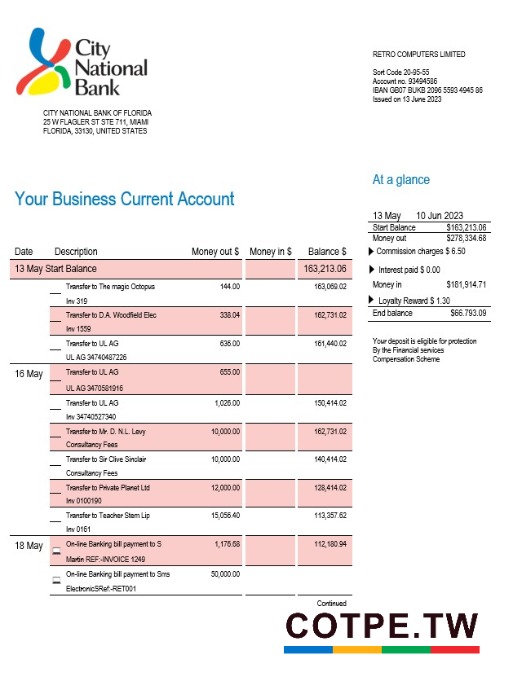 City
National
Bank
CITY NATIONAL BANK OF FLORIDA
25 W FLAGLER ST STE 711, MIAMI
FLORIDA, 33130, UNITED STATES
RETRO COMPUTERS LIMITED
Sort Code 20-95-55
Account no. 93494586
IBAN GB07 BUKB 2096 5593 4945 86
Issued on 13 June 2023
At a glance
Your Business Current Account
13 May 10 Jun 2023
Start Balance $163,213.06
Money out $278,334.68
Commission charges $ 6.50
Interest paid $ 0.00
Money in $181,914.71
Loyalty Reward $ 1.30
End balance $66.793.09
Your deposit is eligible for protection
By the Financial services
Compensation Scheme
Date Description Money out $ Money in $ Balance $
13 May Start Balance 163,213.06
Transfer to The magic Octopus 144.00 163,069.02
Inv 319
Transfer to D.A. Woodfield Elec 338.04 162,731.02
Inv 1559
Transfer to UL AG 636.00 161,440.02
UL AG 34740487226
16 May Transfer to UL AG 655.00
UL AG 3470581916
Transfer to UL AG 1,026.00 150,414.02
Inv 34740527340
Transfer to Mr. D. N.L. Levy 10,000.00 162,731.02
Consultancy Fees
Transfer to Sir Clive Sinclair 10,000.00 140,414.02
Consultancy Fees
Transfer to Private Planet Ltd 12,000.00 128,414.02
Inv 0100190
Transfer to Teacher Stem Lip 15,056.40 113,357.62
Inv 0161
18 May On-line Banking bill payment to S 1,176.68 112,180.94
Martin REF:-INVOICE 1249
On-line Banking bill payment to Sms 50,000.00
ElectronicSRef:-RET001
Continued
COTPE.TW